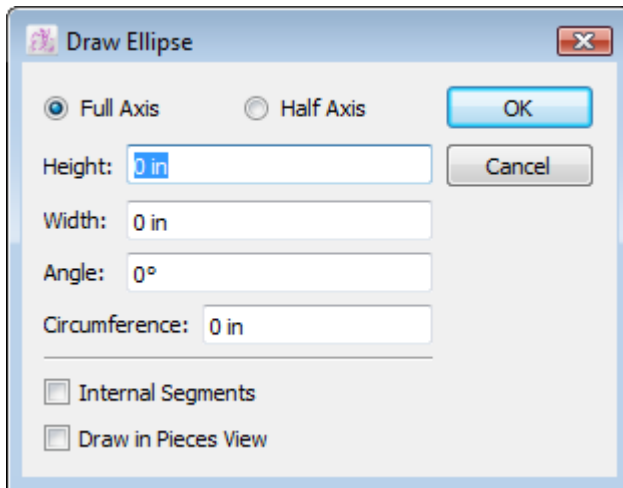 Draw Ellipse
Full Axis Half Axis OK
Height: 0 in Cancel
Width: 0 in
Angle: 0°
Circumference: 0 in
Internal Segments
Draw in Pieces View